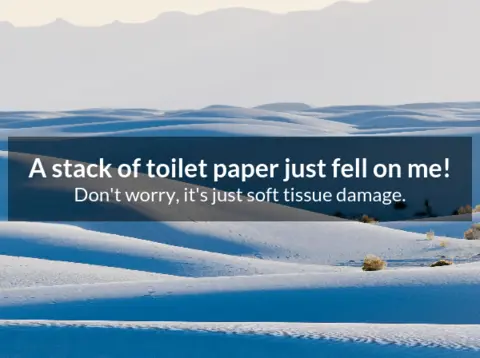 A stack of toilet paper just fell on me!
Don't worry, it's just soft tissue damage.